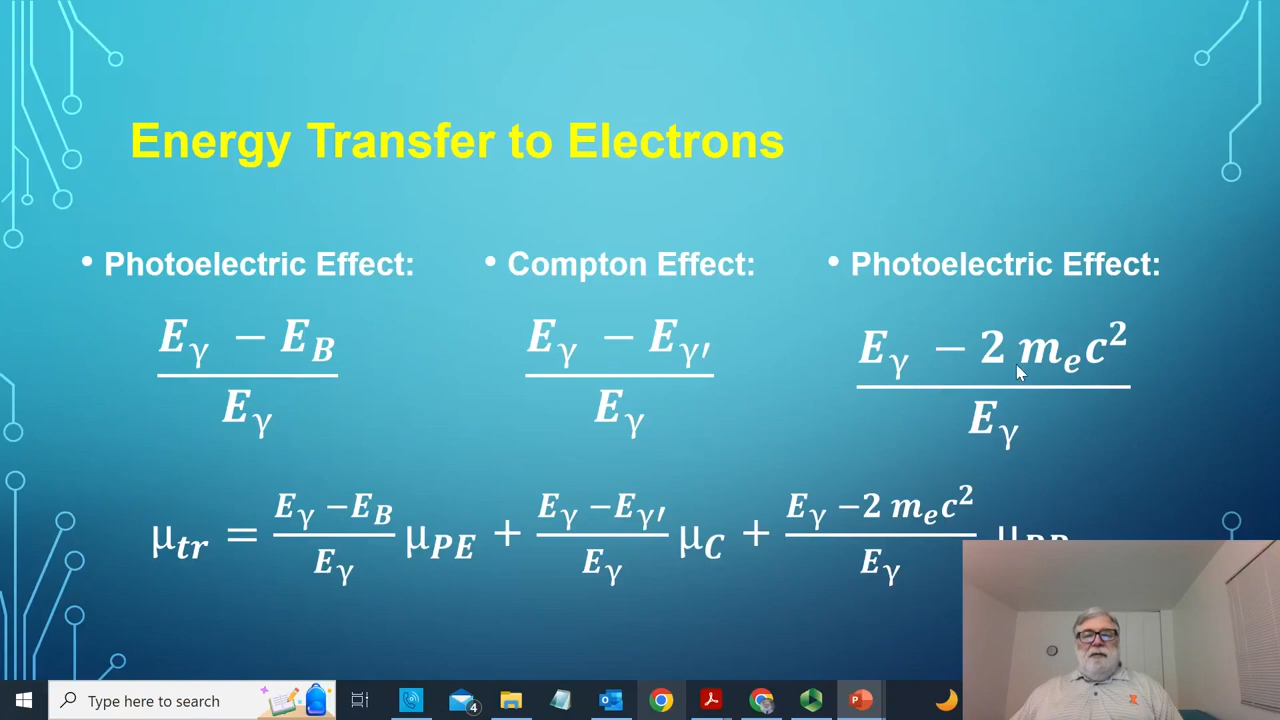 Energy Transfer to Electrons
• Photoelectric Effect:
E_γ − E_B / E_γ
• Compton Effect:
E_γ − E_γ′ / E_γ
• Photoelectric Effect:
E_γ − 2 m_e c² / E_γ
μ_tr = E_γ − E_B / E_γ μ_PE + E_γ − E_γ′ / E_γ μ_C + E_γ − 2 m_e c² / E_γ
Type here to search
4